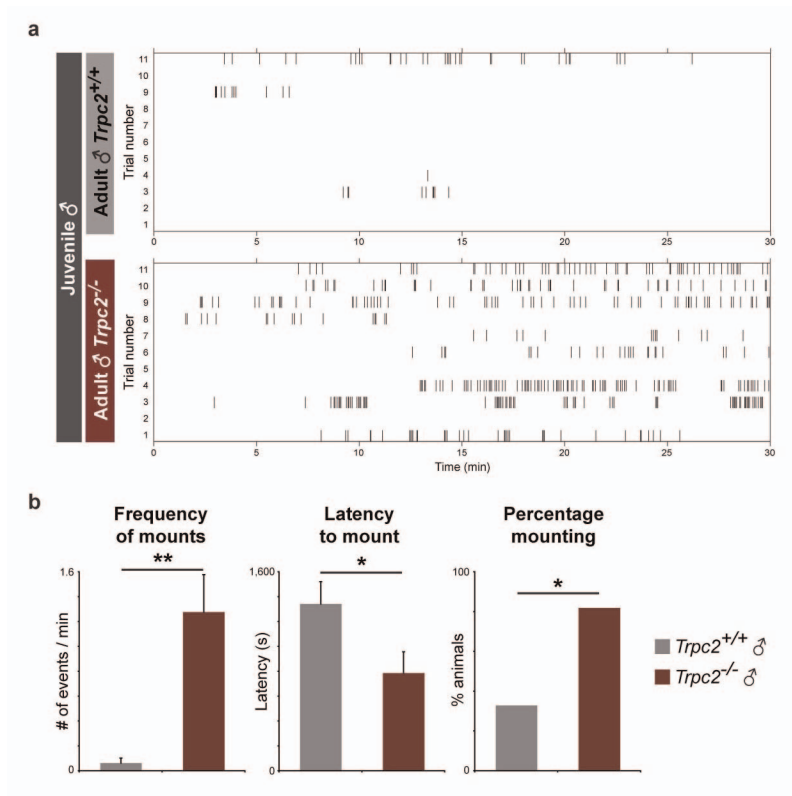 a
Juvenile ♂
Adult ♂ Trpc2+/+
Trial number
11
10
9
8
7
6
5
4
3
2
1
0 5 10 15 20 25 30
Adult ♂ Trpc2-/-
Trial number
11
10
9
8
7
6
5
4
3
2
1
0 5 10 15 20 25 30
Time (min)
b
Frequency
of mounts
**
1.6
# of events / min
0
Latency
to mount
*
1,600
Latency (s)
0
Percentage
mounting
*
100
% animals
0
Trpc2+/+ ♂
Trpc2-/- ♂